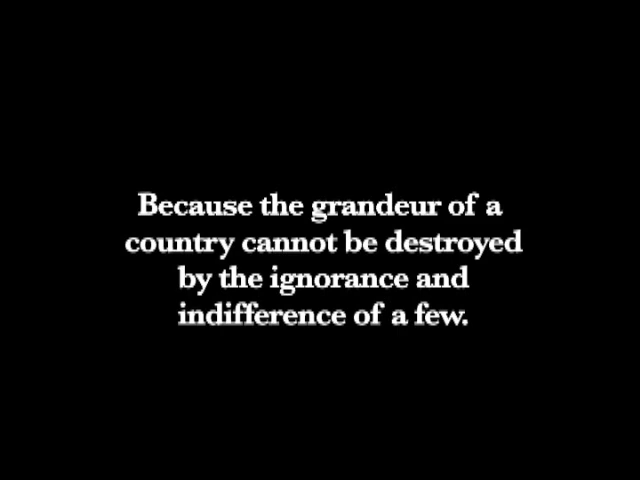 Because the grandeur of a
country cannot be destroyed
by the ignorance and
indifference of a few.